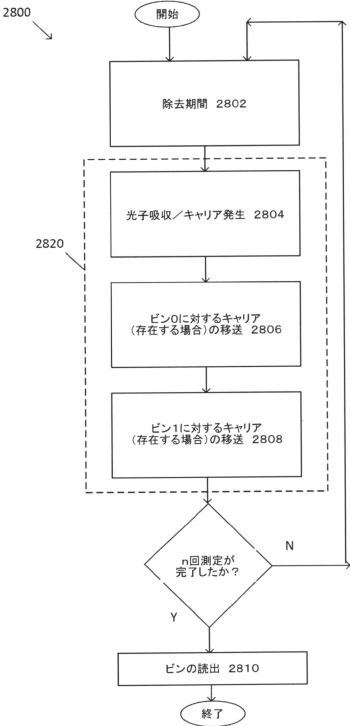 2800
開始
除去期間 2802
2820
光子吸収/キャリア発生 2804
ビン0に対するキャリア
(存在する場合)の移送 2806
ビン1に対するキャリア
(存在する場合)の移送 2808
n回測定が
完了したか?
N
Y
ビンの読出 2810
終了